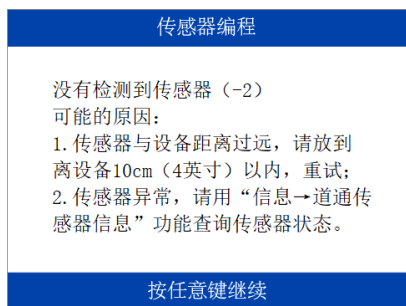 传感器编程
没有检测到传感器（-2）
可能的原因：
1.传感器与设备距离过远，请放到
离设备10cm（4英寸）以内，重试；
2.传感器异常，请用“信息→道通传
感器信息”功能查询传感器状态。
按任意键继续